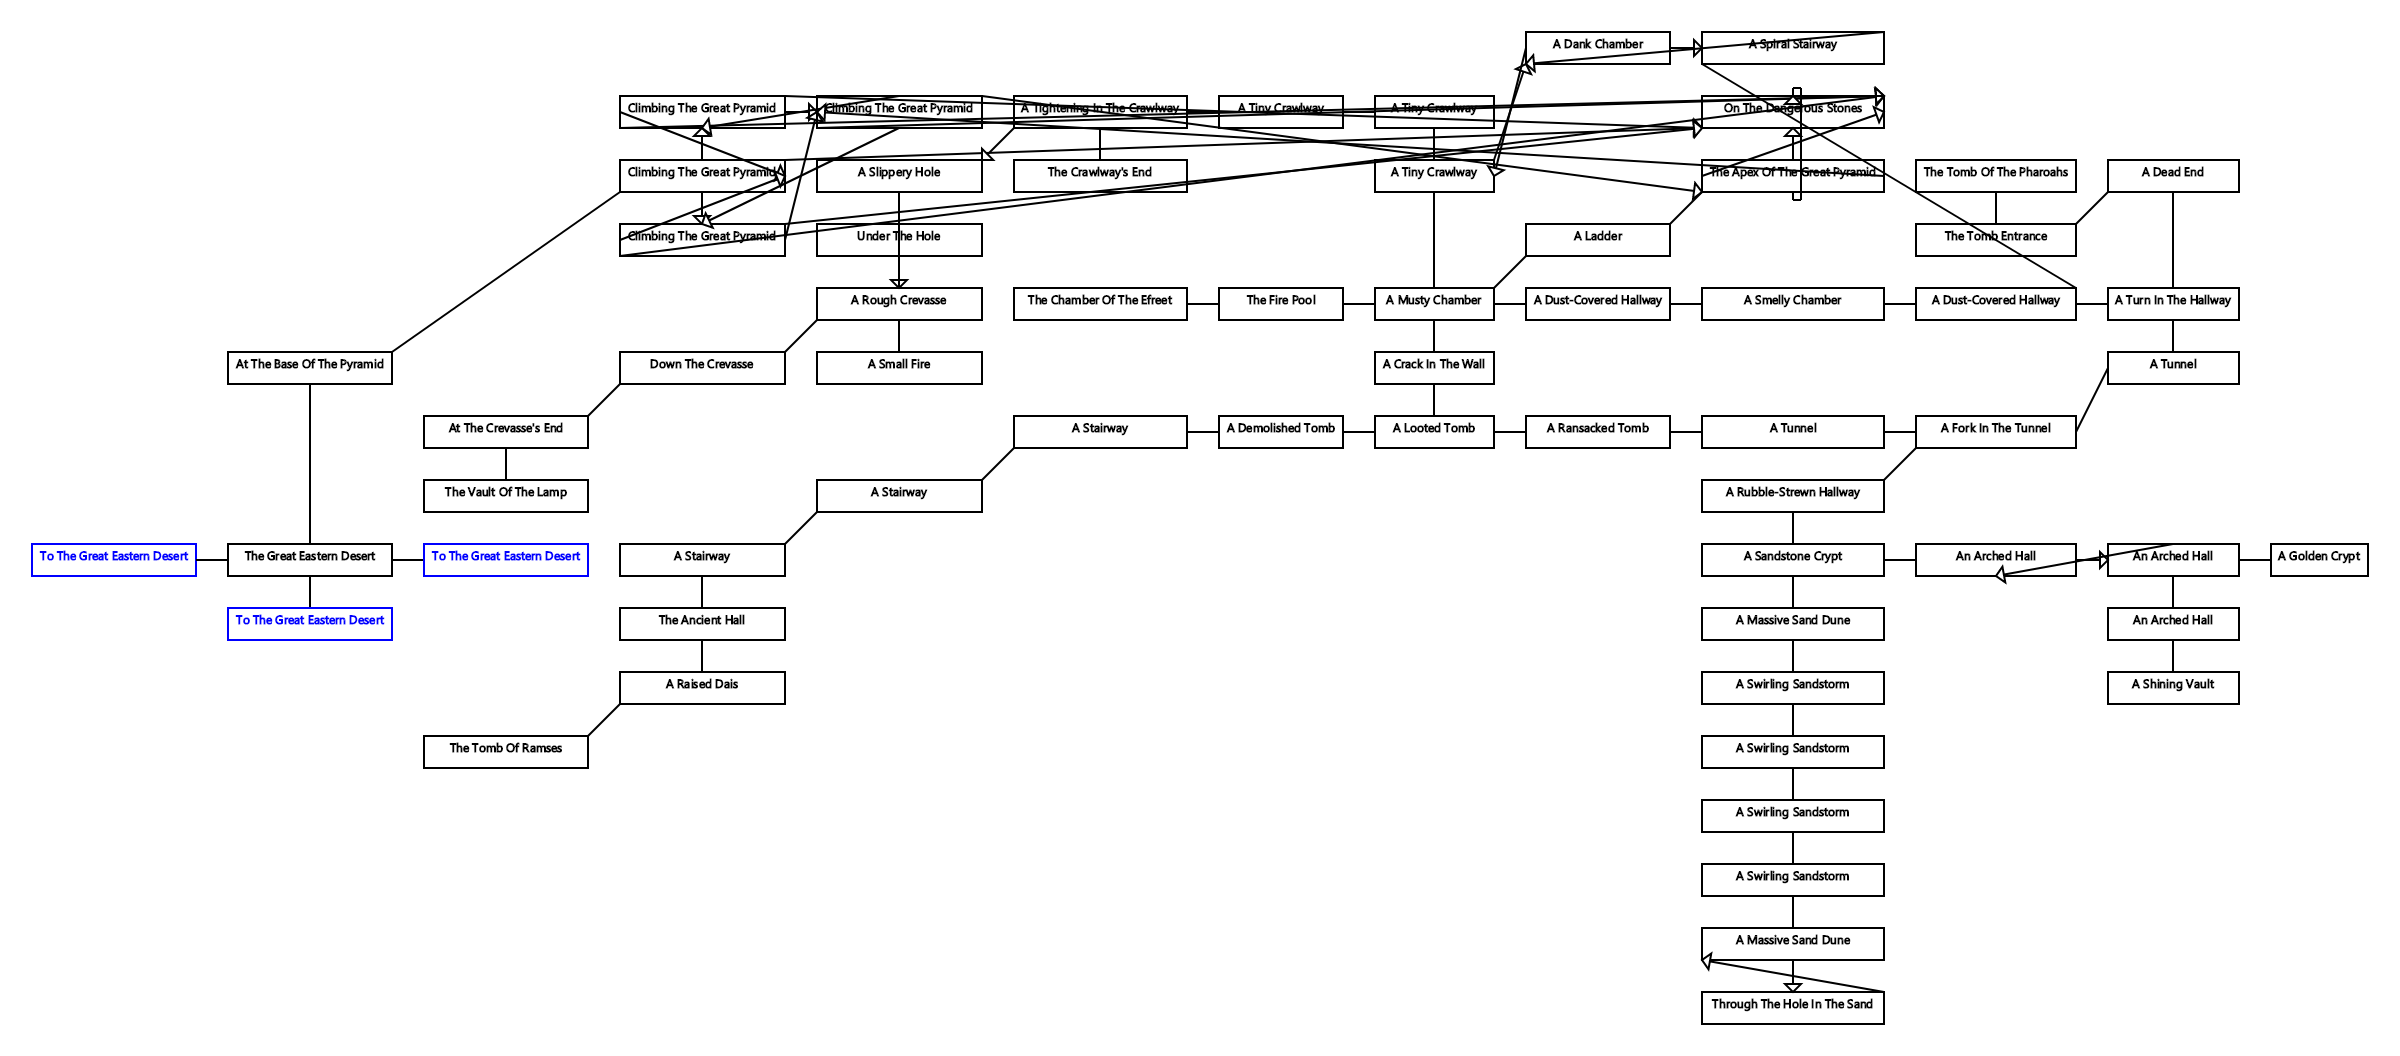 A Dank Chamber
A Spiral Stairway
Climbing The Great Pyramid
Climbing The Great Pyramid
A Tightening In The Crawlway
A Tiny Crawlway
A Tiny Crawlway
On The Dangerous Stones
Climbing The Great Pyramid
A Slippery Hole
The Crawlway's End
A Tiny Crawlway
The Apex Of The Great Pyramid
The Tomb Of The Pharoahs
A Dead End
Climbing The Great Pyramid
Under The Hole
A Ladder
The Tomb Entrance
A Rough Crevasse
The Chamber Of The Efreet
The Fire Pool
A Musty Chamber
A Dust-Covered Hallway
A Smelly Chamber
A Dust-Covered Hallway
A Turn In The Hallway
At The Base Of The Pyramid
Down The Crevasse
A Small Fire
A Crack In The Wall
A Tunnel
At The Crevasse's End
A Stairway
A Demolished Tomb
A Looted Tomb
A Ransacked Tomb
A Tunnel
A Fork In The Tunnel
The Vault Of The Lamp
A Stairway
A Rubble-Strewn Hallway
To The Great Eastern Desert
The Great Eastern Desert
To The Great Eastern Desert
A Stairway
A Sandstone Crypt
An Arched Hall
An Arched Hall
A Golden Crypt
To The Great Eastern Desert
The Ancient Hall
A Massive Sand Dune
An Arched Hall
A Raised Dais
A Swirling Sandstorm
A Shining Vault
The Tomb Of Ramses
A Swirling Sandstorm
A Swirling Sandstorm
A Swirling Sandstorm
A Massive Sand Dune
Through The Hole In The Sand